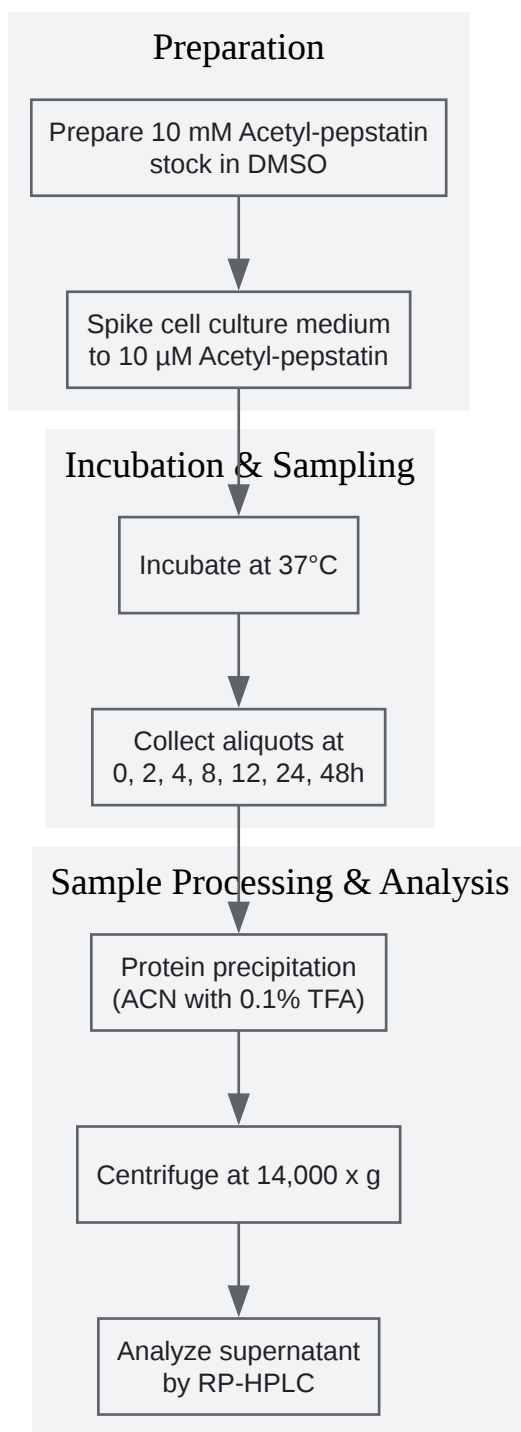 Preparation
Prepare 10 mM Acetyl-pepstatin
stock in DMSO
Spike cell culture medium
to 10 µM Acetyl-pepstatin
Incubation & Sampling
Incubate at 37°C
Collect aliquots at
0, 2, 4, 8, 12, 24, 48h
Sample Processing & Analysis
Protein precipitation
(ACN with 0.1% TFA)
Centrifuge at 14,000 x g
Analyze supernatant
by RP-HPLC